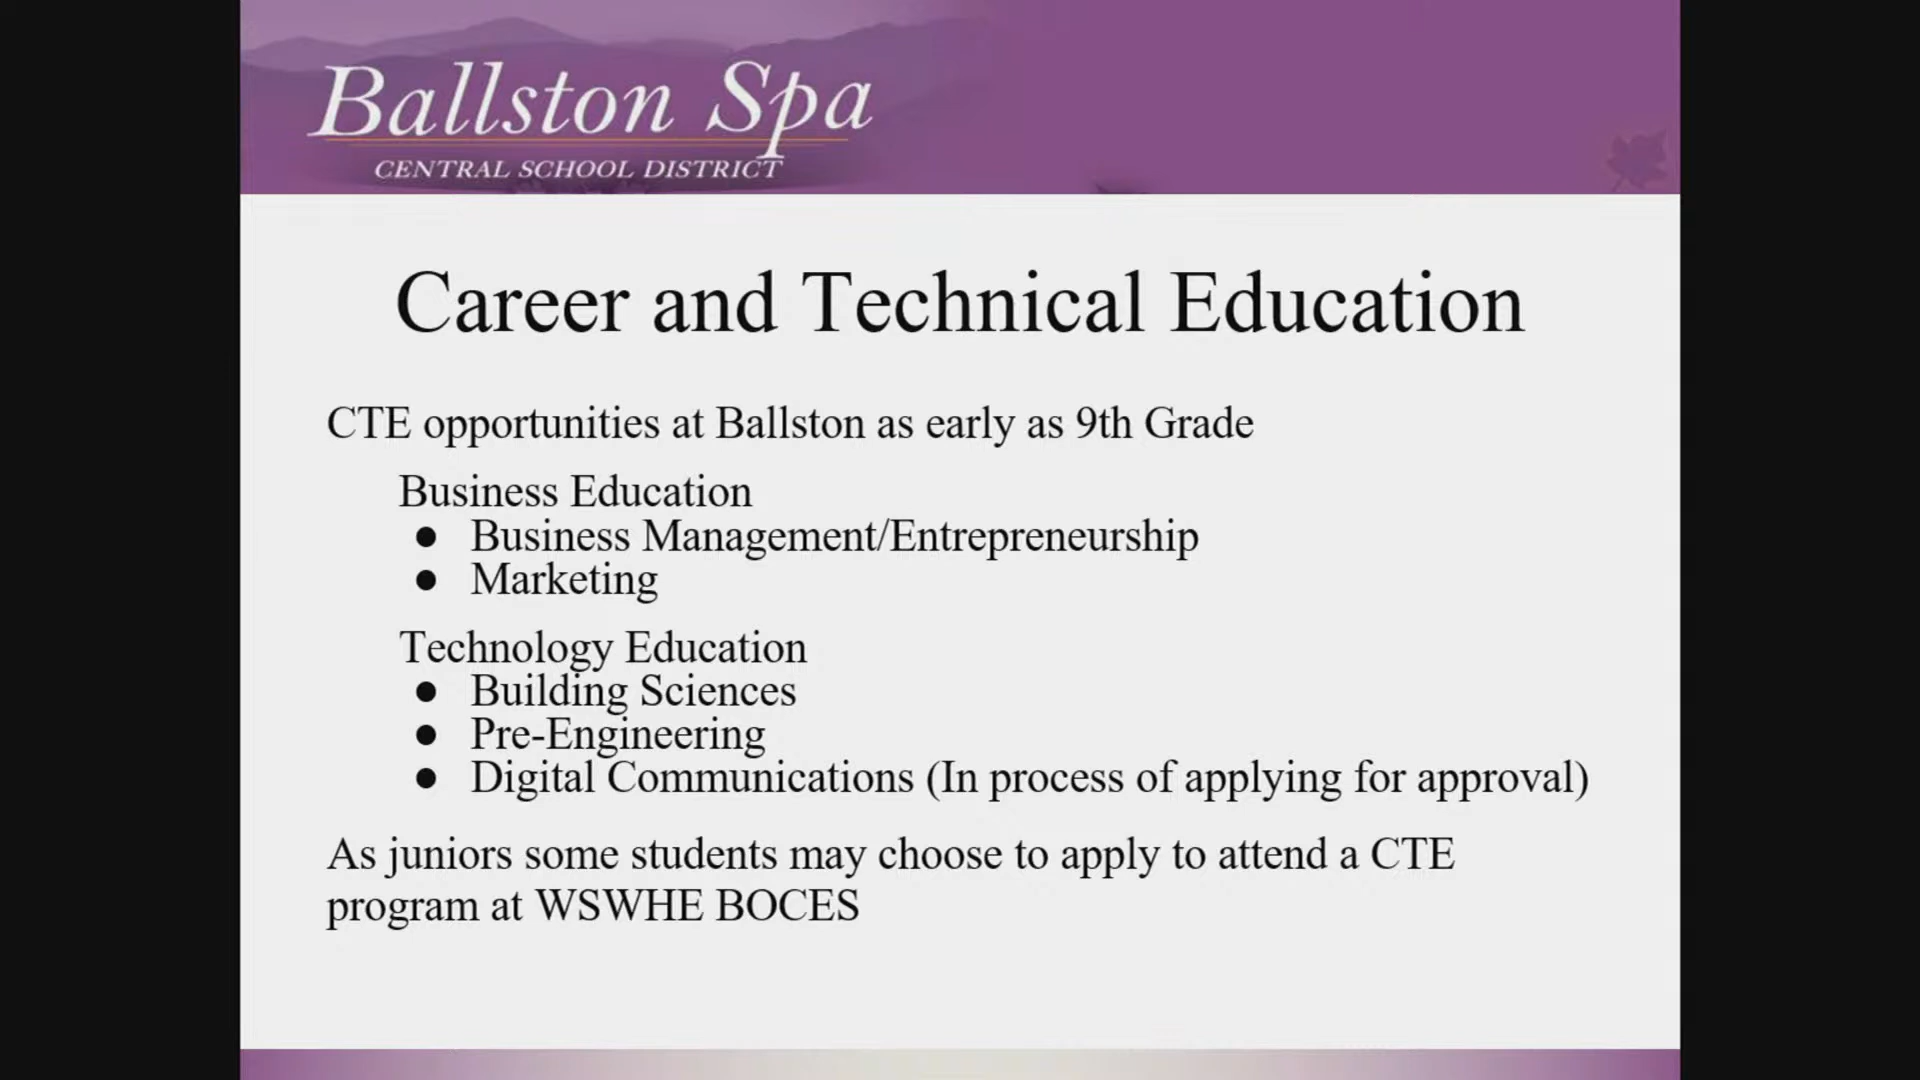 Ballston Spa
CENTRAL SCHOOL DISTRICT
Career and Technical Education
CTE opportunities at Ballston as early as 9th Grade
Business Education
● Business Management/Entrepreneurship
● Marketing
Technology Education
● Building Sciences
● Pre-Engineering
● Digital Communications (In process of applying for approval)
As juniors some students may choose to apply to attend a CTE
program at WSWHE BOCES